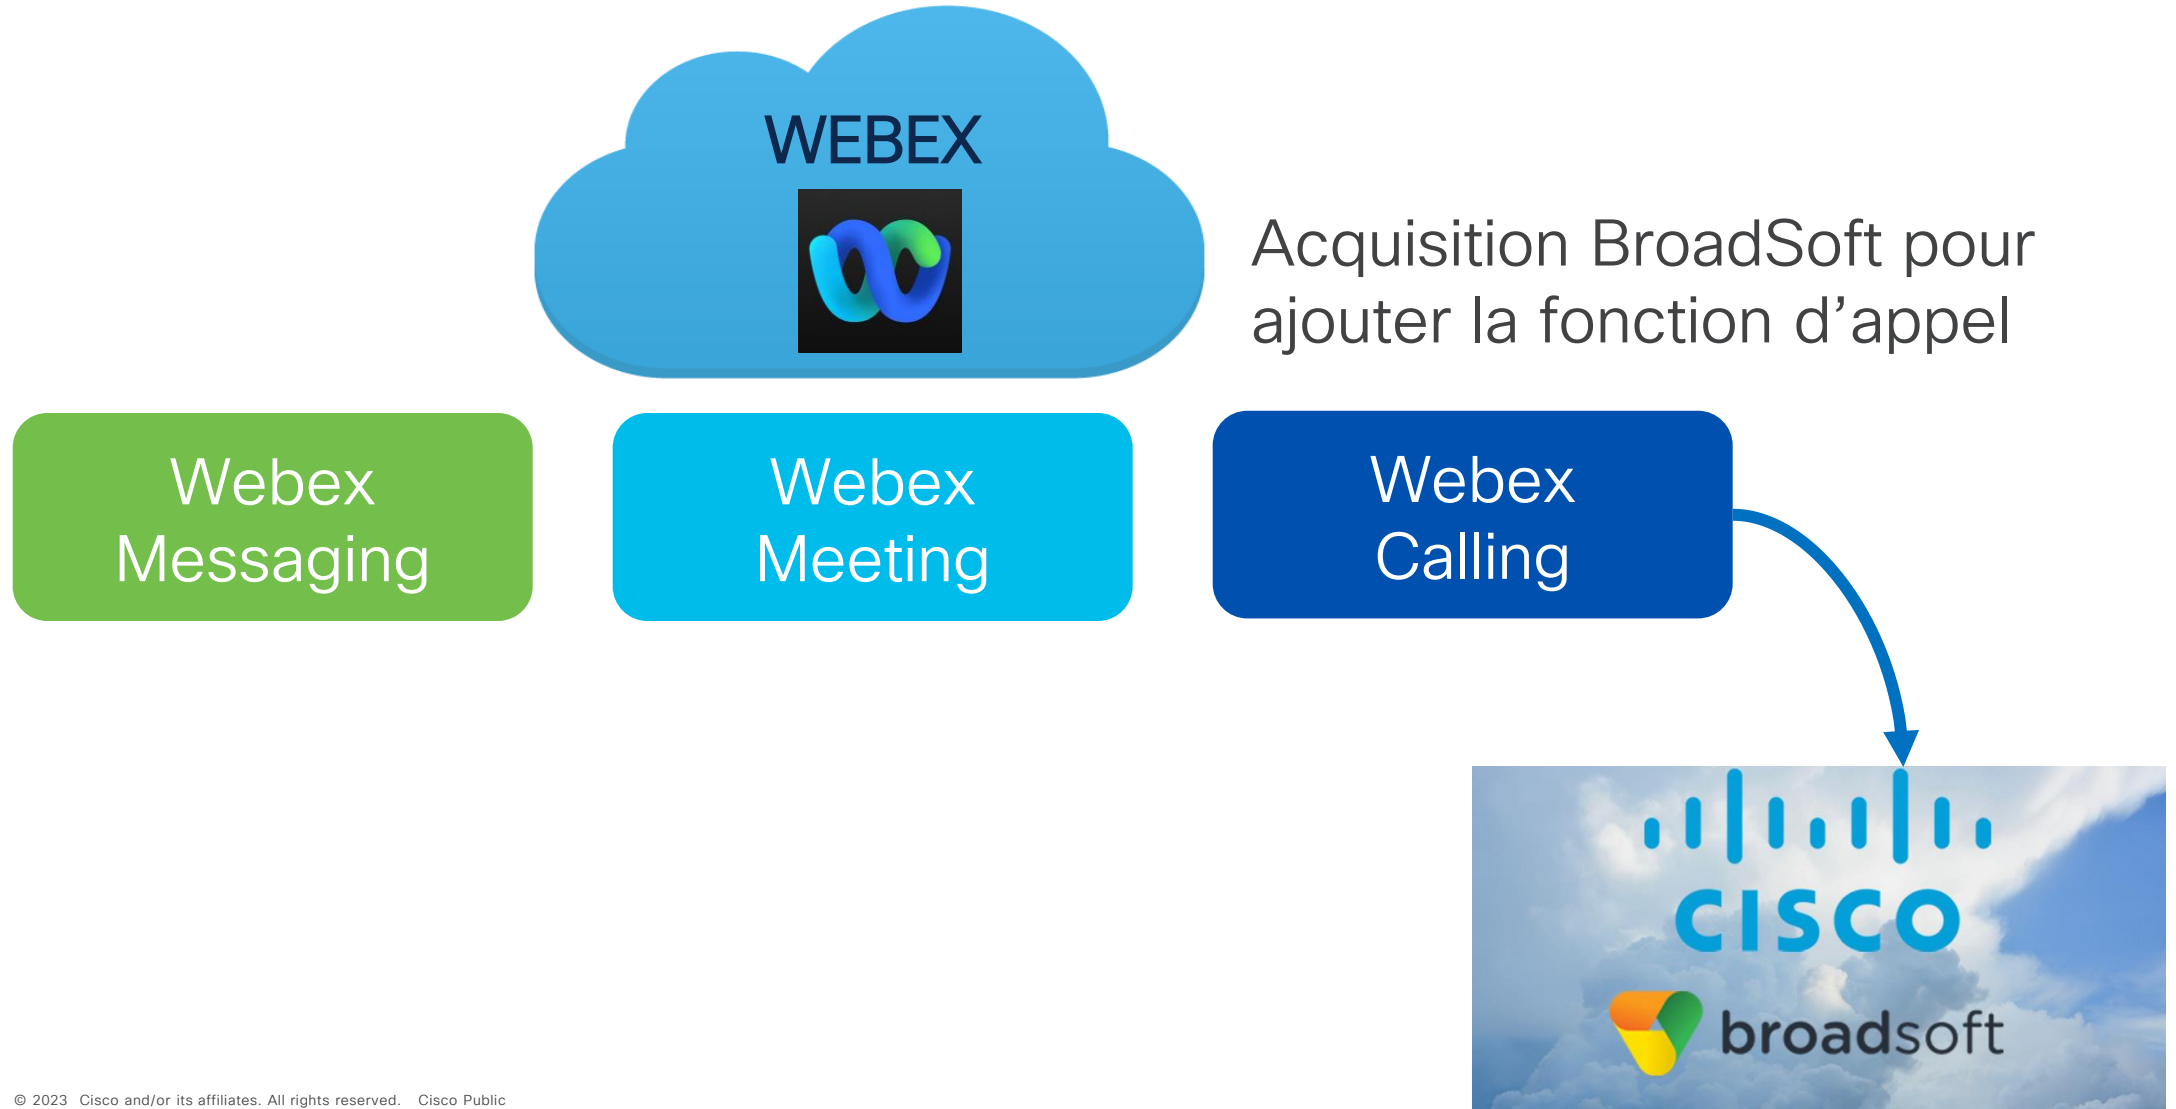 WEBEX
Acquisition BroadSoft pour
ajouter la fonction d’appel
Webex
Messaging
Webex
Meeting
Webex
Calling
CISCO
broadsoft
© 2023 Cisco and/or its affiliates. All rights reserved. Cisco Public